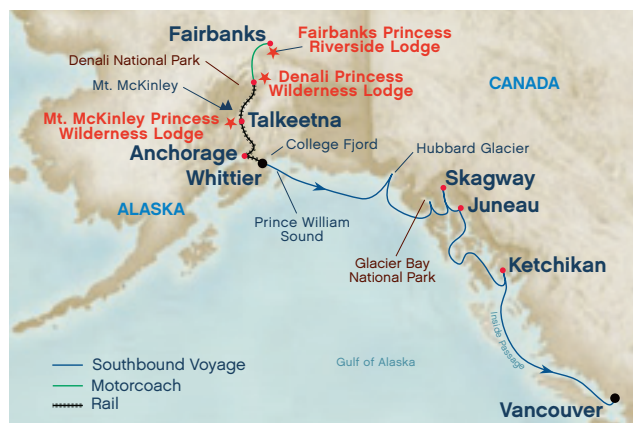 Fairbanks
Fairbanks Princess
Riverside Lodge
Denali National Park
Denali Princess
Wilderness Lodge
CANADA
Mt. McKinley
Mt. McKinley Princess
Wilderness Lodge
Talkeetna
College Fjord
Hubbard Glacier
Anchorage
Whittier
Skagway
Juneau
ALASKA
Prince William
Sound
Glacier Bay
National Park
Ketchikan
Inside Passage
Gulf of Alaska
Southbound Voyage
Motorcoach
Rail
Vancouver